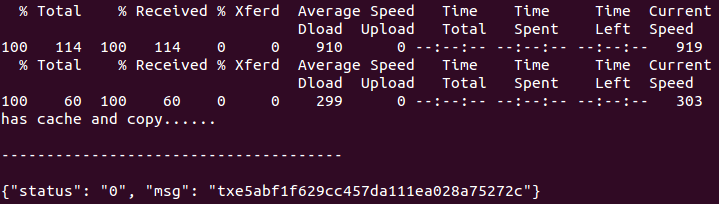 % Total % Received % Xferd Average Speed Time Time Time Current
Dload Upload Total Spent Left Speed
100 114 100 114 0 0 910 0 --:--:-- --:--:-- --:--:-- 919
% Total % Received % Xferd Average Speed Time Time Time Current
Dload Upload Total Spent Left Speed
100 60 100 60 0 0 299 0 --:--:-- --:--:-- --:--:-- 303
has cache and copy......
--------------------------------------
{"status": "0", "msg": "txe5abf1f629cc457da111ea028a75272c"}